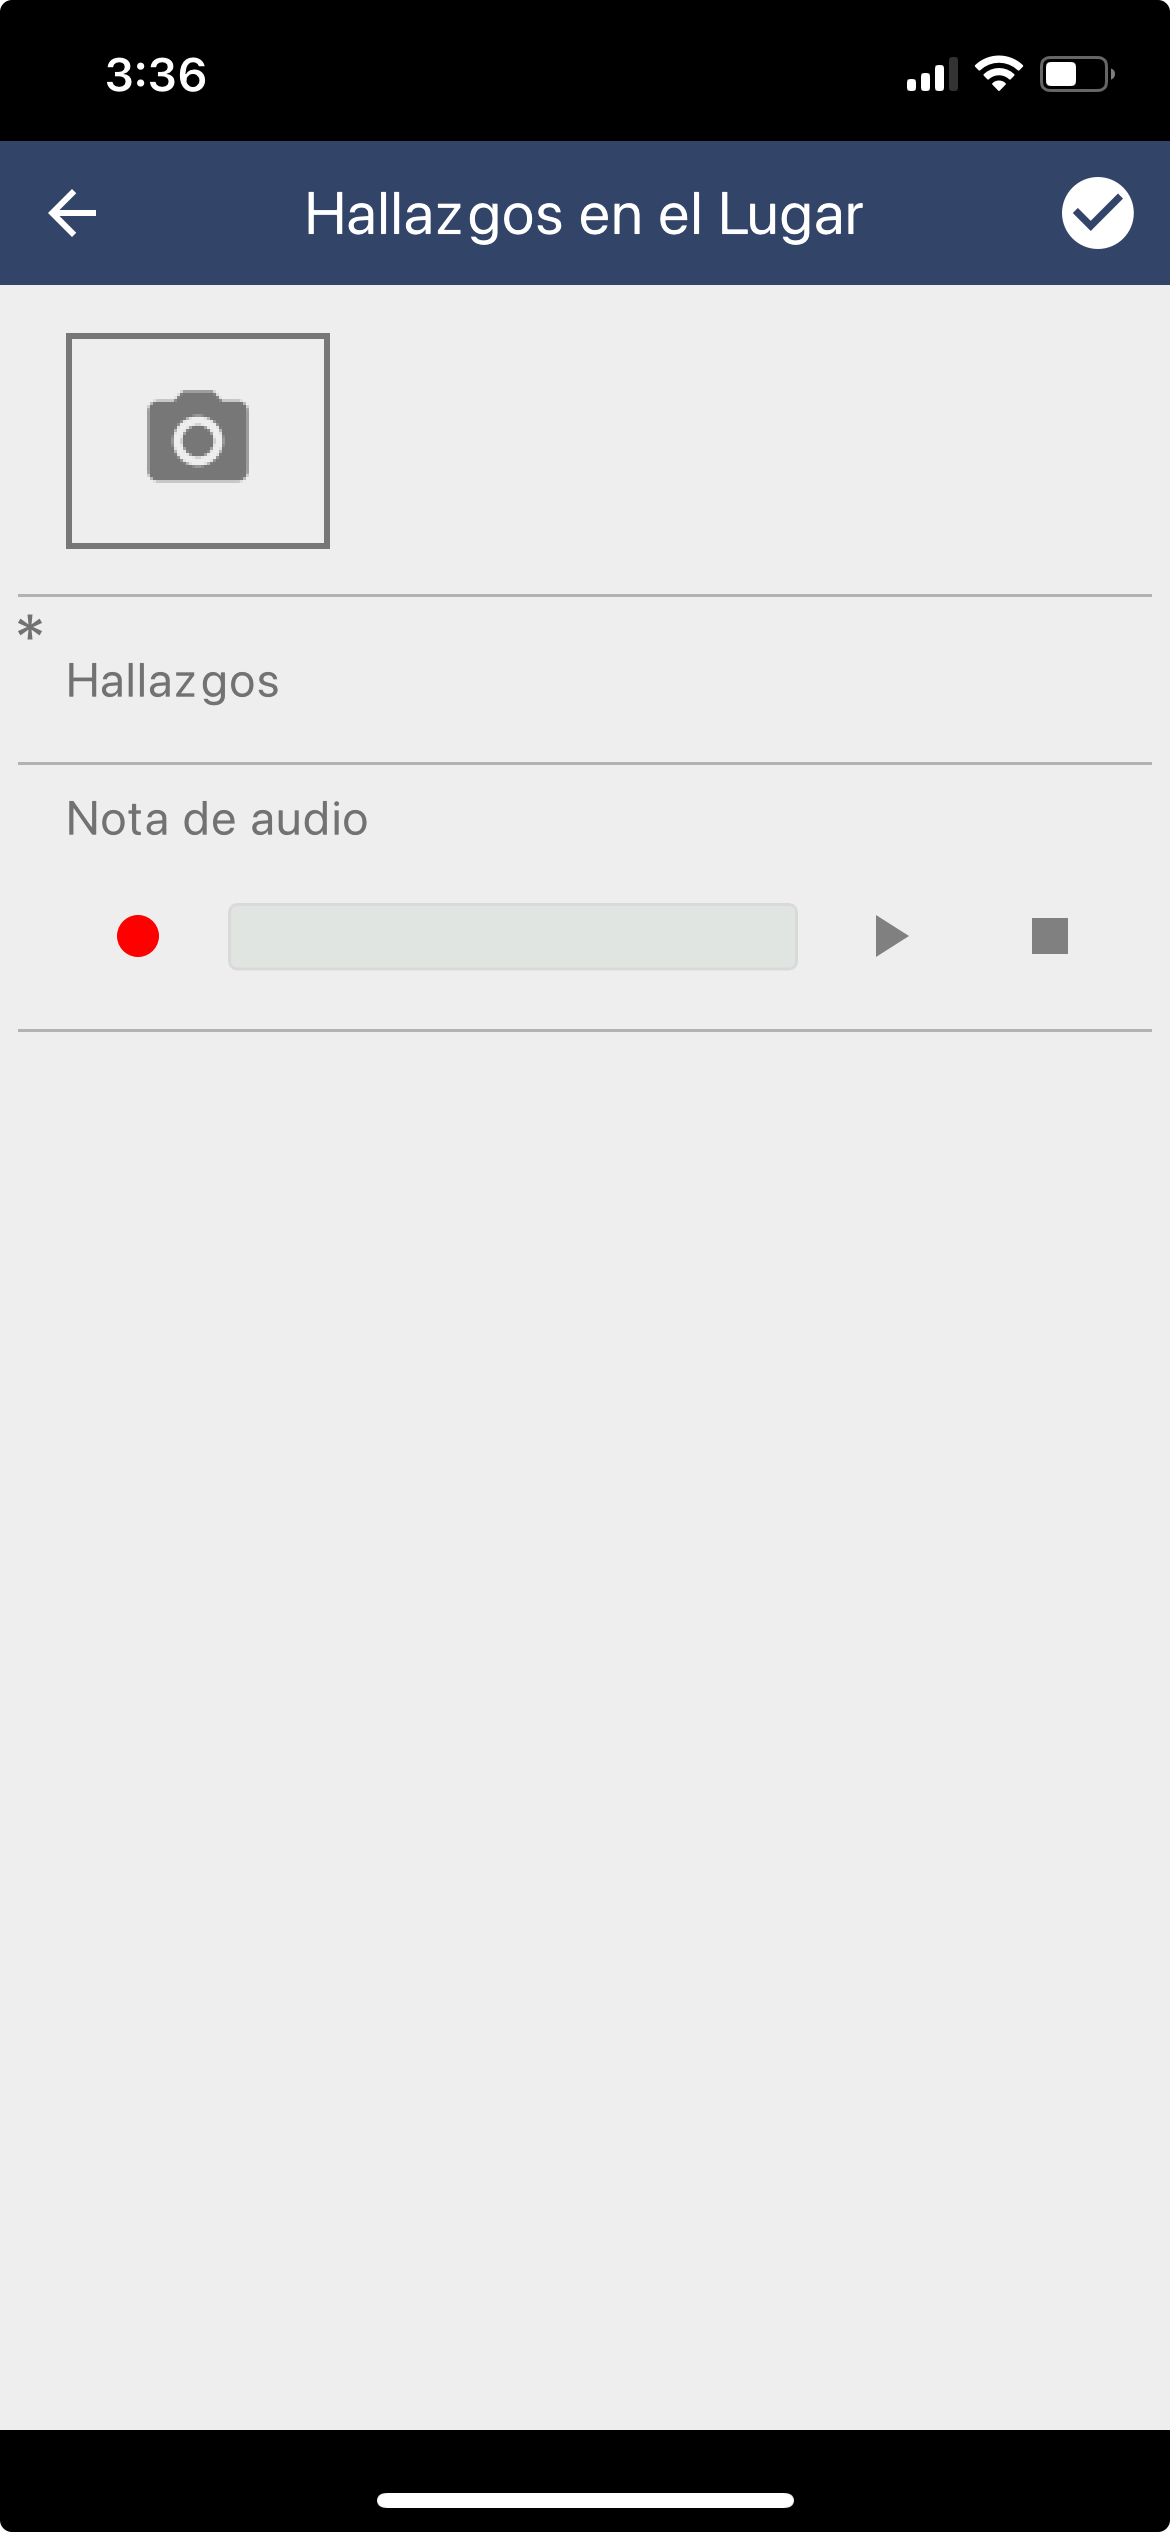 3:36
Hallazgos en el Lugar
*
Hallazgos
Nota de audio